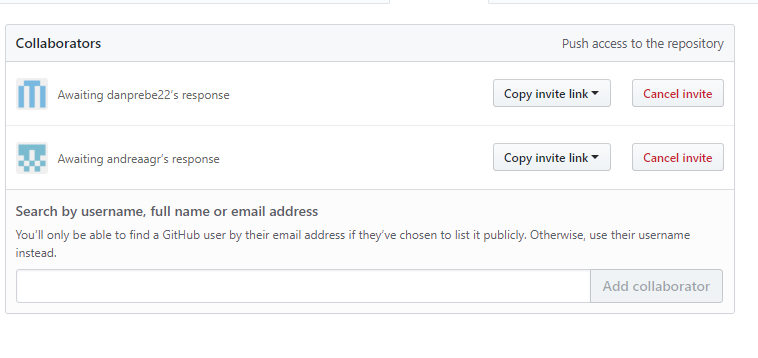 Collaborators Push access to the repository
Awaiting danprebe22's response Copy invite link Cancel invite
Awaiting andreaagr's response Copy invite link Cancel invite
Search by username, full name or email address
You'll only be able to find a GitHub user by their email address if they've chosen to list it publicly. Otherwise, use their username
instead.
Add collaborator